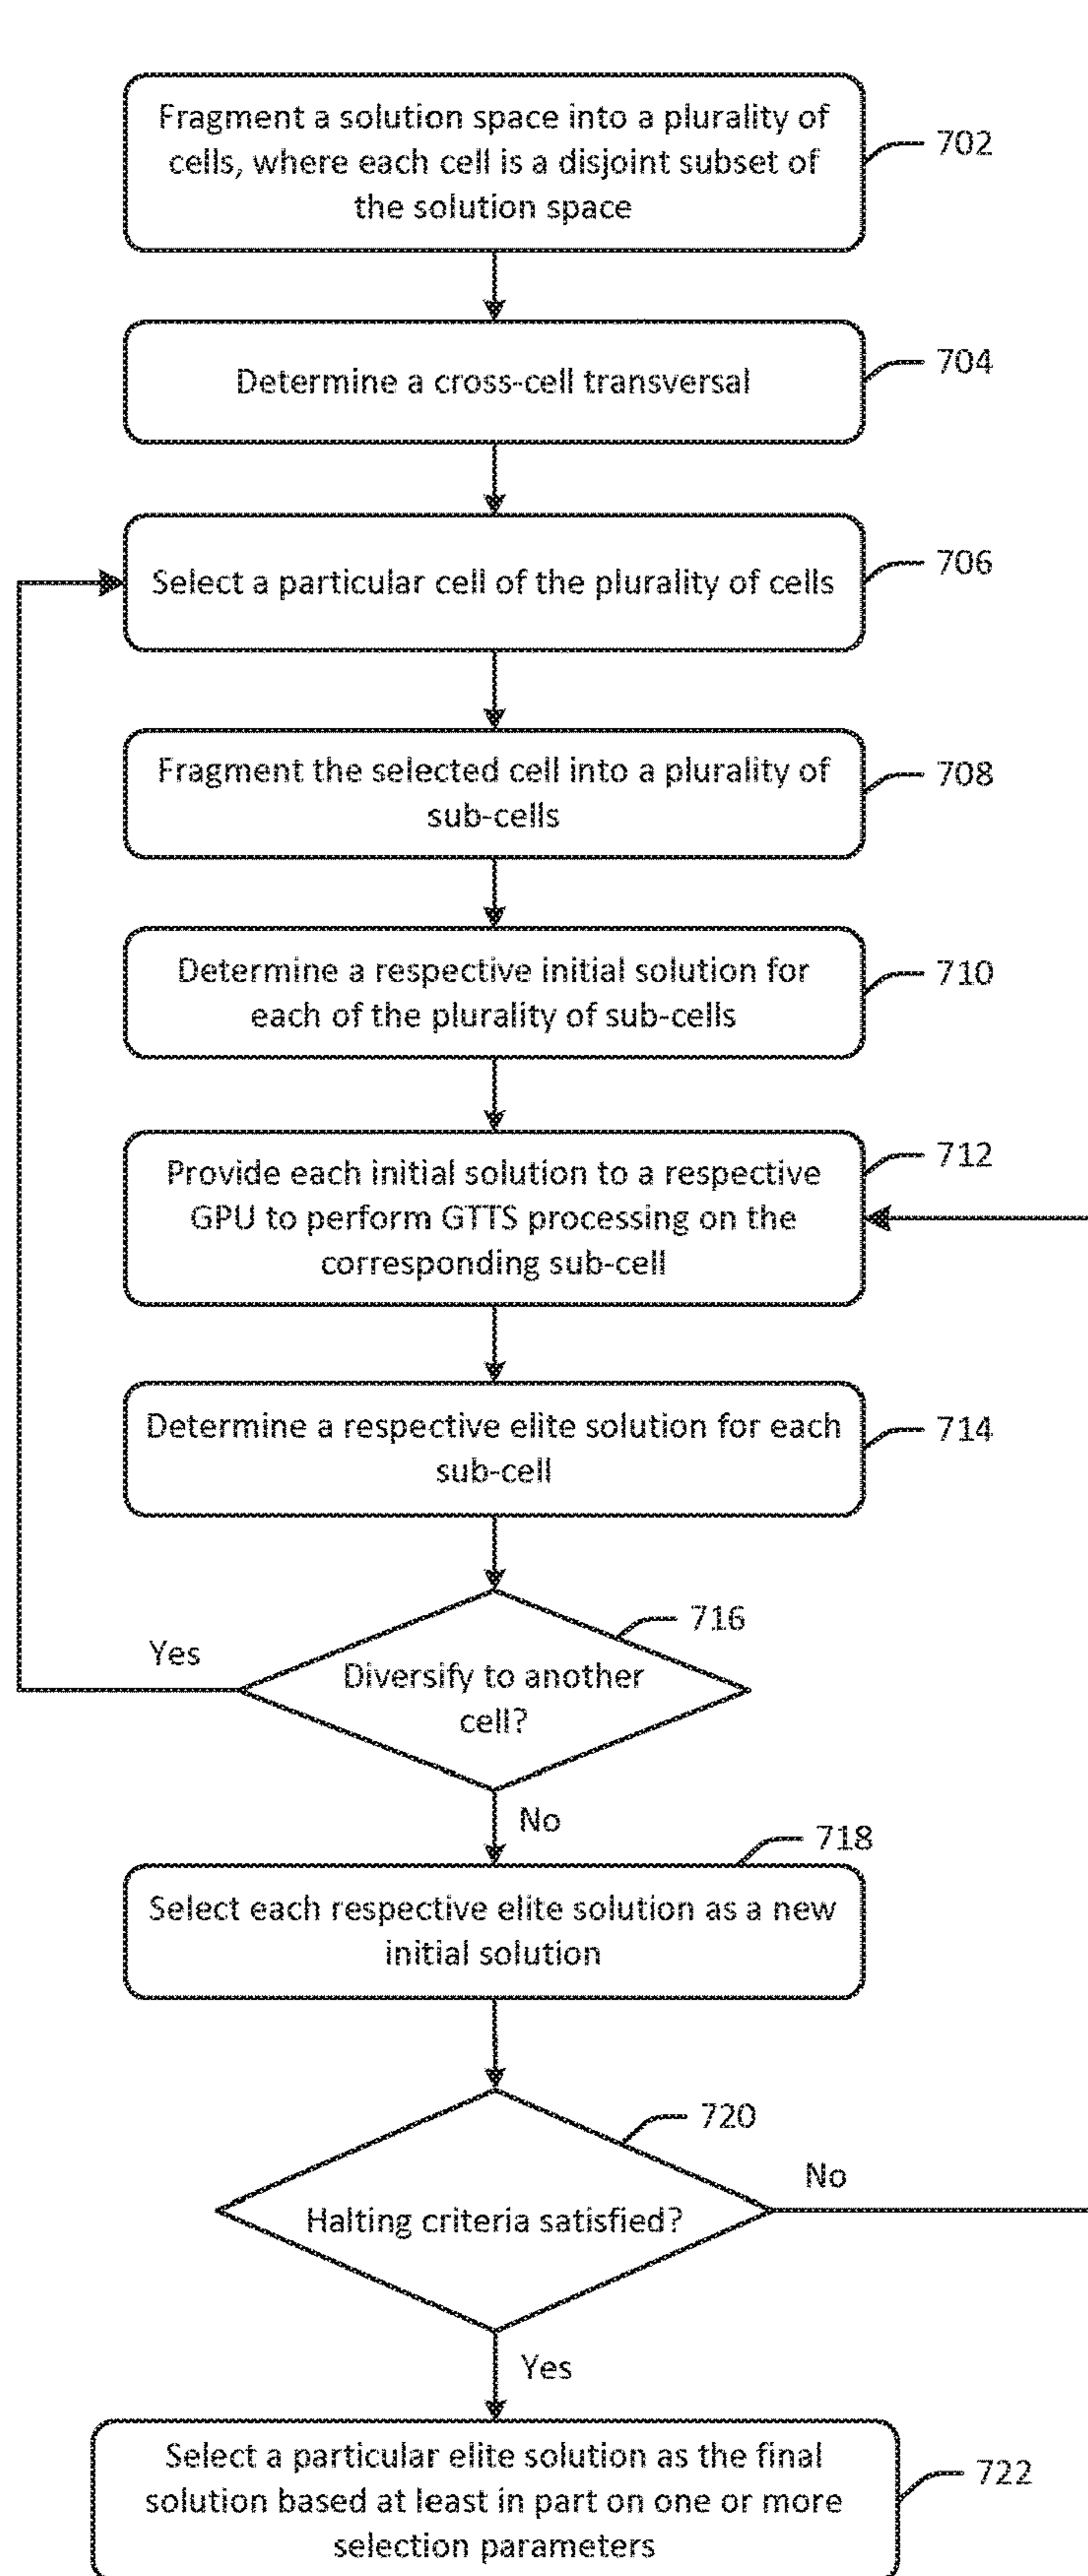 Fragment a solution space into a plurality of
cells, where each cell is a disjoint subset of
the solution space
702
Determine a cross-cell transversal
704
Select a particular cell of the plurality of cells
706
Fragment the selected cell into a plurality of
sub-cells
708
Determine a respective initial solution for
each of the plurality of sub-cells
710
Provide each initial solution to a respective
GPU to perform GTTS processing on the
corresponding sub-cell
712
Determine a respective elite solution for each
sub-cell
714
716
Yes
Diversify to another
cell?
No
718
Select each respective elite solution as a new
initial solution
720
No
Halting criteria satisfied?
Yes
Select a particular elite solution as the final
solution based at least in part on one or more
selection parameters
722